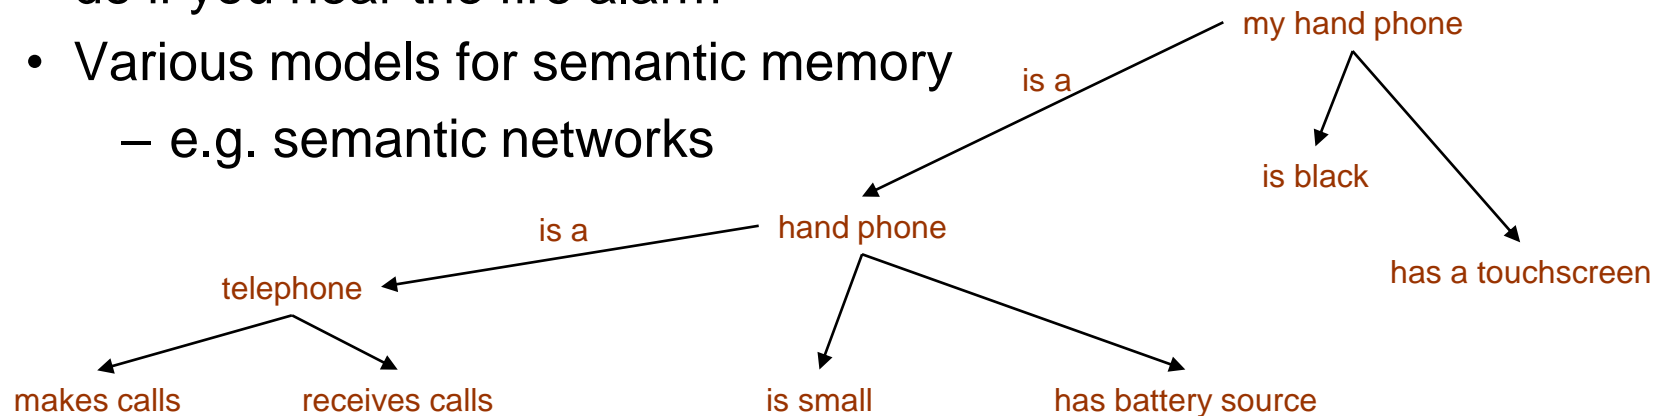 • Various models for semantic memory
– e.g. semantic networks
my hand phone
is a
is black
hand phone
is a
has a touchscreen
telephone
makes calls
receives calls
is small
has battery source